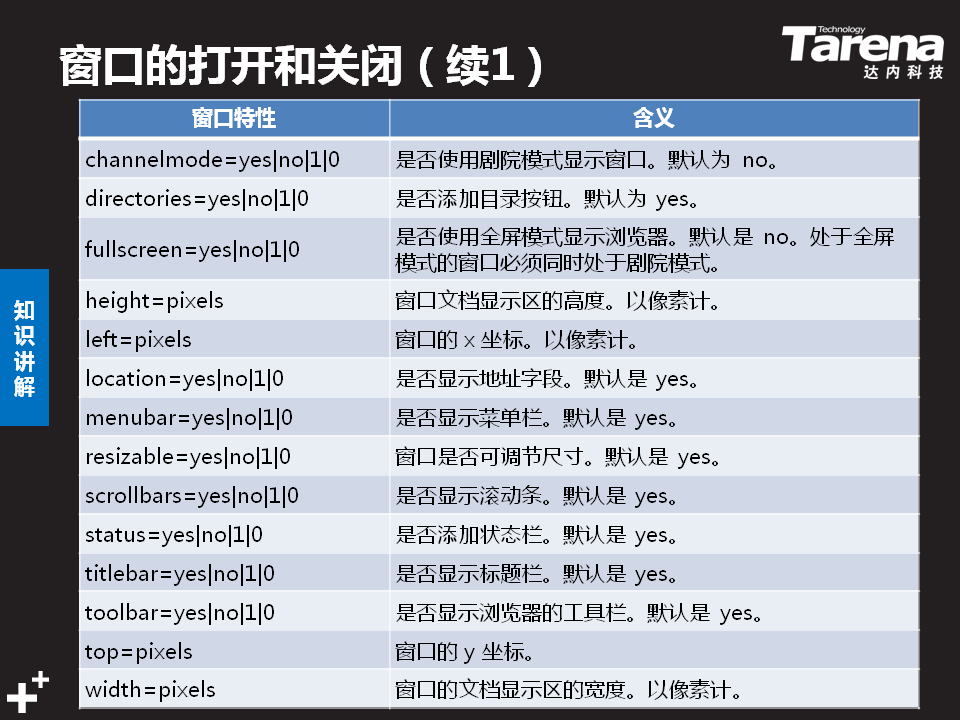 窗口的打开和关闭（续1）
Technology
Tarena
达内科技
窗口特性
含义
channelmode=yes|no|1|0
是否使用剧院模式显示窗口。默认为 no。
directories=yes|no|1|0
是否添加目录按钮。默认为 yes。
fullscreen=yes|no|1|0
是否使用全屏模式显示浏览器。默认是 no。处于全屏
模式的窗口必须同时处于剧院模式。
height=pixels
窗口文档显示区的高度。以像素计。
left=pixels
窗口的 x 坐标。以像素计。
location=yes|no|1|0
是否显示地址字段。默认是 yes。
menubar=yes|no|1|0
是否显示菜单栏。默认是 yes。
resizable=yes|no|1|0
窗口是否可调节尺寸。默认是 yes。
scrollbars=yes|no|1|0
是否显示滚动条。默认是 yes。
status=yes|no|1|0
是否添加状态栏。默认是 yes。
titlebar=yes|no|1|0
是否显示标题栏。默认是 yes。
toolbar=yes|no|1|0
是否显示浏览器的工具栏。默认是 yes。
top=pixels
窗口的 y 坐标。
width=pixels
窗口的文档显示区的宽度。以像素计。
知识讲解